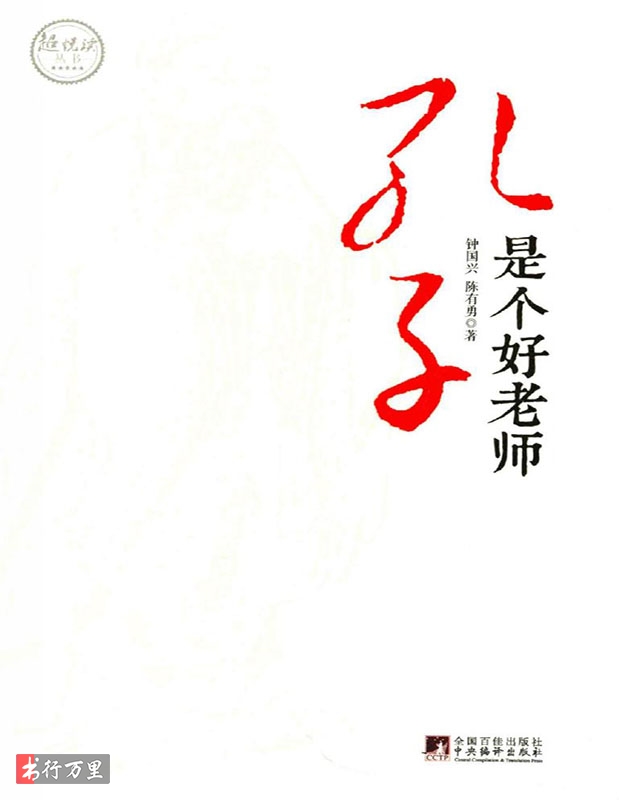 超悦读
丛书
孔子
是个好老师
钟国兴 陈有勇◎著
CCTP
全国百佳出版社
中央编译出版社
Central Compilation & Translation Press
书行万里